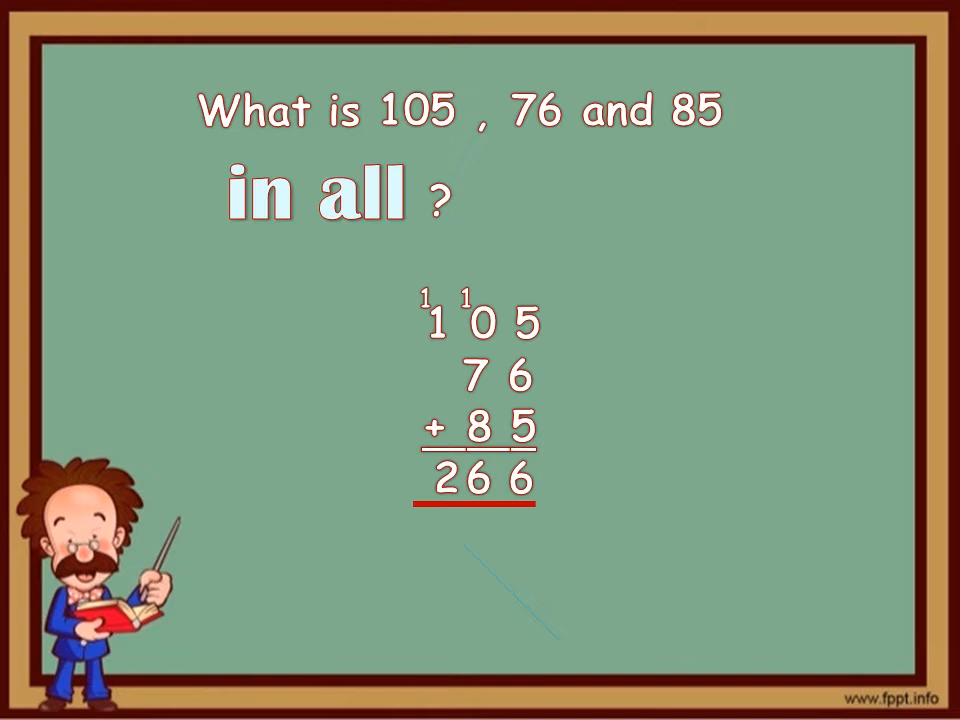 What is 105 , 76 and 85
in all ?
1 1
1 0 5
7 6
+ 8 5
2 6 6
www.fppt.info